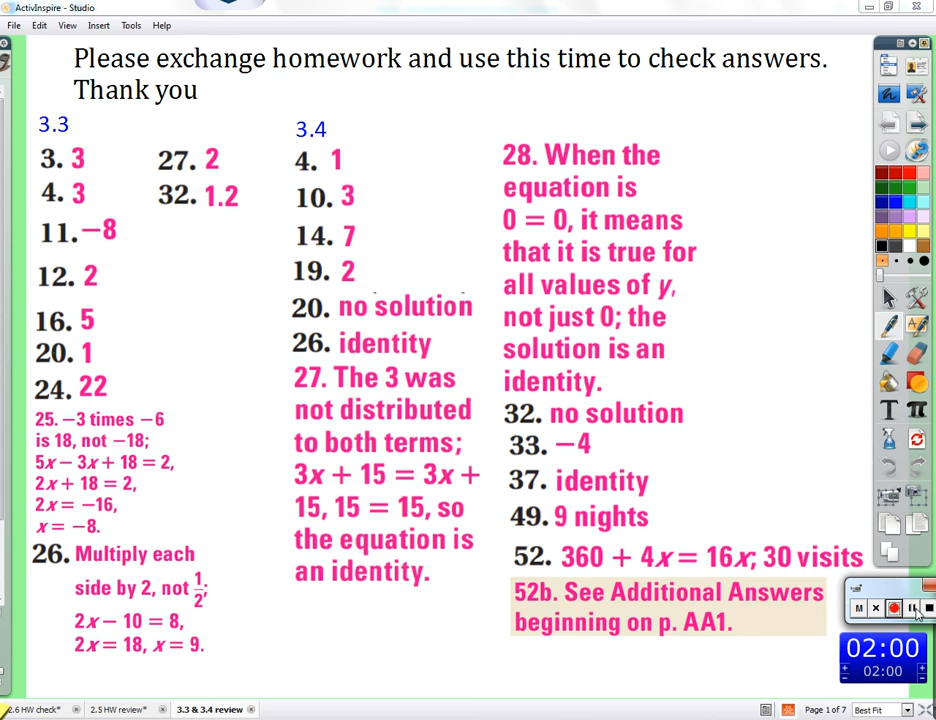 ActivInspire - Studio
File Edit View Insert Tools Help
Please exchange homework and use this time to check answers.
Thank you
3.3
3. 3
4. 3
11. −8
12. 2
16. 5
20. 1
24. 22
25. −3 times −6
is 18, not −18;
5x − 3x + 18 = 2,
2x + 18 = 2,
2x = −16,
x = −8.
26. Multiply each
side by 2, not 1/2;
2x − 10 = 8,
2x = 18, x = 9.
27. 2
32. 1.2
3.4
4. 1
10. 3
14. 7
19. 2
20. no solution
26. identity
27. The 3 was
not distributed
to both terms;
3x + 15 = 3x +
15, 15 = 15, so
the equation is
an identity.
28. When the
equation is
0 = 0, it means
that it is true for
all values of y,
not just 0; the
solution is an
identity.
32. no solution
33. −4
37. identity
49. 9 nights
52. 360 + 4x = 16x; 30 visits
52b. See Additional Answers
beginning on p. AA1.
M
02:00
02:00
2.6 HW check* 2.5 HW review* 3.3 & 3.4 review
Page 1 of 7 Best Fit